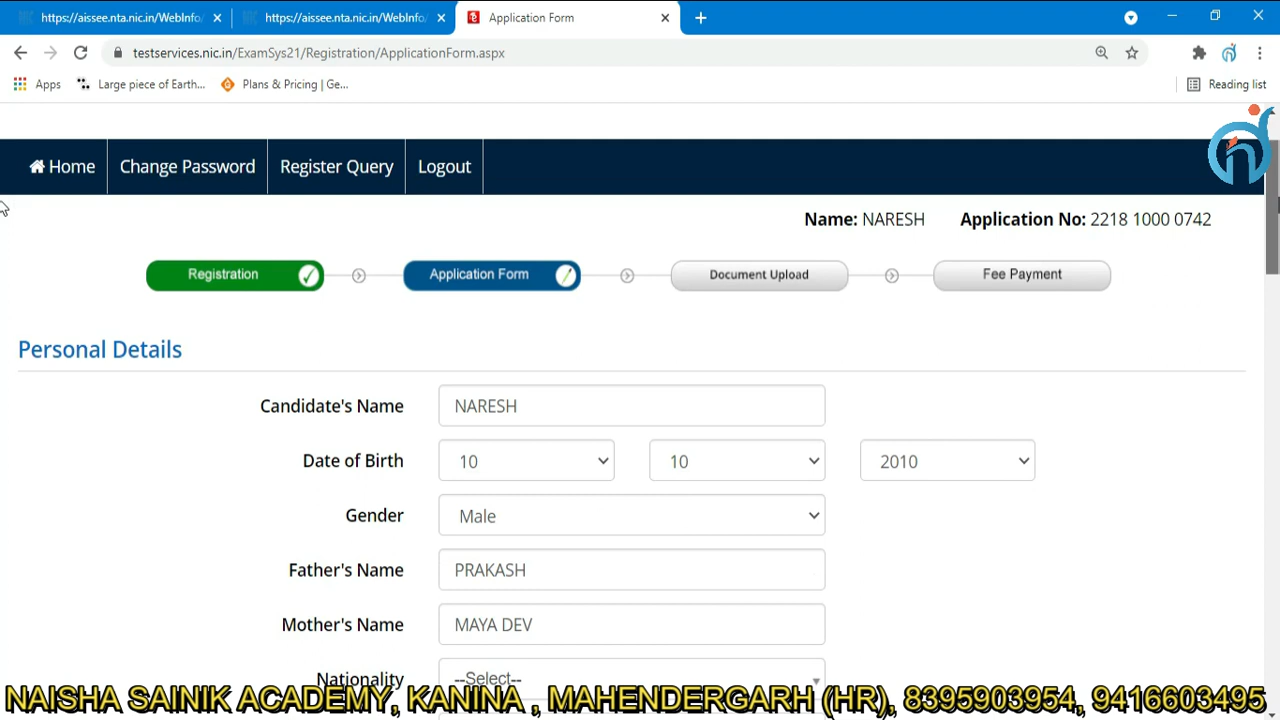 https://aissee.nta.nic.in/WebInfo/ https://aissee.nta.nic.in/WebInfo/ Application Form
testservices.nic.in/ExamSys21/Registration/ApplicationForm.aspx
Apps Large piece of Earth... Plans & Pricing | Ge... Reading list
Home Change Password Register Query Logout
Name: NARESH Application No: 2218 1000 0742
Registration Application Form Document Upload Fee Payment
Personal Details
Candidate's Name NARESH
Date of Birth 10 10 2010
Gender Male
Father's Name PRAKASH
Mother's Name MAYA DEV
Nationality --Select--
NAISHA SAINIK ACADEMY, KANINA , MAHENDERGARH (HR), 8395903954, 9416603495